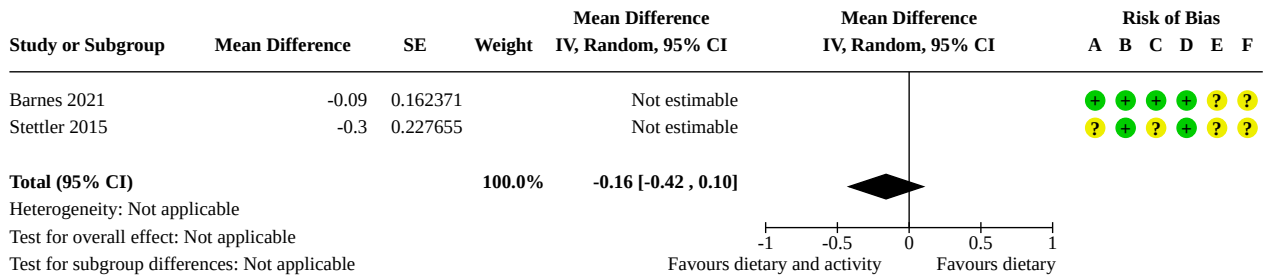 Mean Difference Mean Difference Risk of Bias
Study or Subgroup Mean Difference SE Weight IV, Random, 95% CI IV, Random, 95% CI A B C D E F
Barnes 2021 -0.09 0.162371 Not estimable + + + + ? ?
Stettler 2015 -0.3 0.227655 Not estimable ? + ? + ? ?
Total (95% CI) 100.0% -0.16 [-0.42 , 0.10]
Heterogeneity: Not applicable
Test for overall effect: Not applicable -1 -0.5 0 0.5 1
Test for subgroup differences: Not applicable Favours dietary and activity Favours dietary